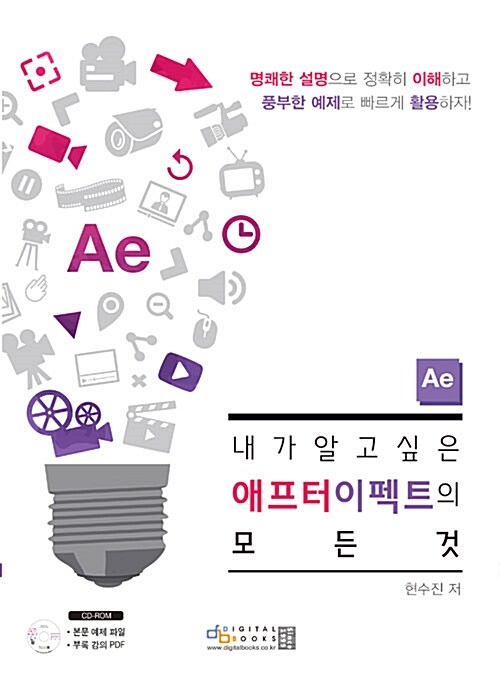 명쾌한 설명으로 정확히 이해하고
풍부한 예제로 빠르게 활용하자!
Ae
Ae
내가알고싶은
애프터이펙트의
모든것
현수진 저
CD-ROM
• 본문 예제 파일
• 부록 강의 PDF
DIGITAL
BOOKS
www.digitalbooks.co.kr